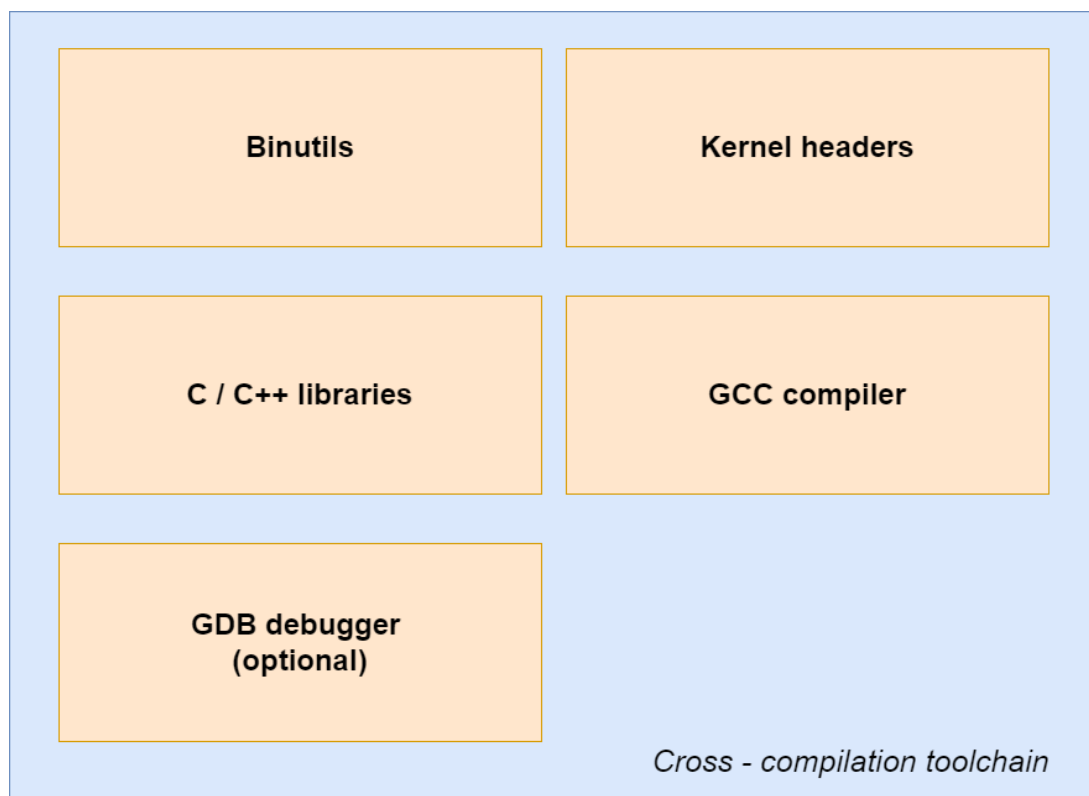 Binutils
Kernel headers
C / C++ libraries
GCC compiler
GDB debugger
(optional)
Cross - compilation toolchain